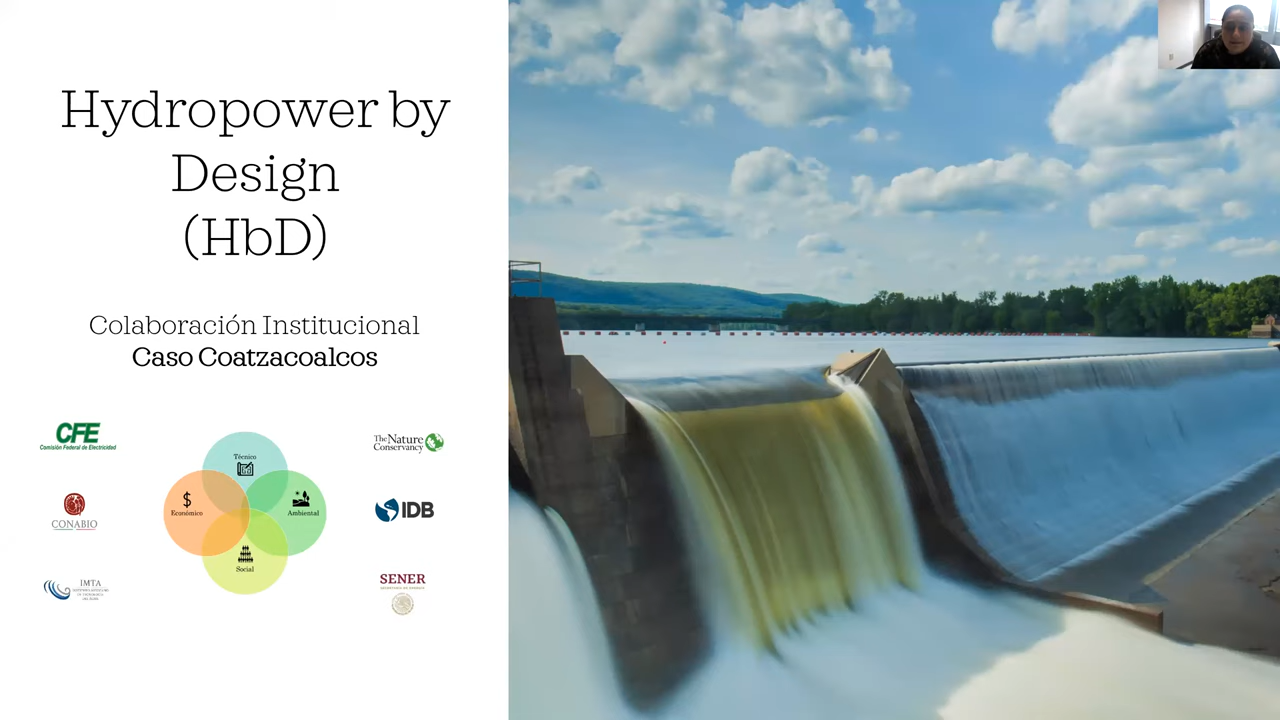 Hydropower by
Design
(HbD)
Colaboración Institucional
Caso Coatzacoalcos
CFE
Comisión Federal de Electricidad
CONABIO
IMTA
Técnico
$
Económico
Ambiental
Social
The Nature
Conservancy
IDB
SENER